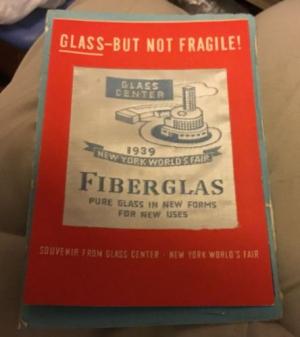 GLASS-BUT NOT FRAGILE!
GLASS
CENTER
1939
NEW YORK WORLD'S FAIR
FIBERGLAS
PURE GLASS IN NEW FORMS
FOR NEW USES
SOUVENIR FROM GLASS CENTER · NEW YORK WORLD'S FAIR